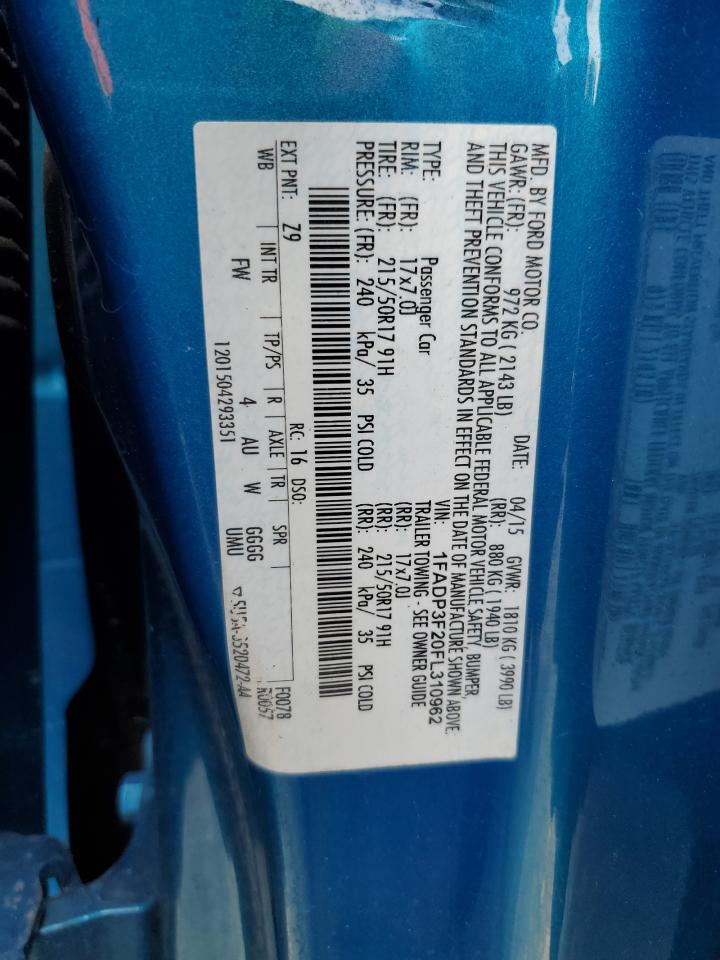 MFD. BY FORD MOTOR CO.
DATE: 04/15 GVWR: 1810 KG ( 3990 LB)
GAWR: (FR): 972 KG ( 2143 LB) (RR): 880 KG ( 1940 LB)
THIS VEHICLE CONFORMS TO ALL APPLICABLE FEDERAL MOTOR VEHICLE SAFETY, BUMPER,
AND THEFT PREVENTION STANDARDS IN EFFECT ON THE DATE OF MANUFACTURE SHOWN ABOVE.
VIN: 1FADP3F20FL310962
TYPE: Passenger Car TRAILER TOWING - SEE OWNER GUIDE
RIM: (FR): 17x7.0J (RR): 17x7.0J
TIRE: (FR): 215/50R17 91H (RR): 215/50R17 91H
PRESSURE: (FR): 240 kPa/ 35 PSI COLD (RR): 240 kPa/ 35 PSI COLD
EXT PNT: Z9 RC: 16 DSO: F0078
WB INT TR TP/PS R AXLE TR SPR R0057
FW 4 AU W GGGG
1201504293351 UMU